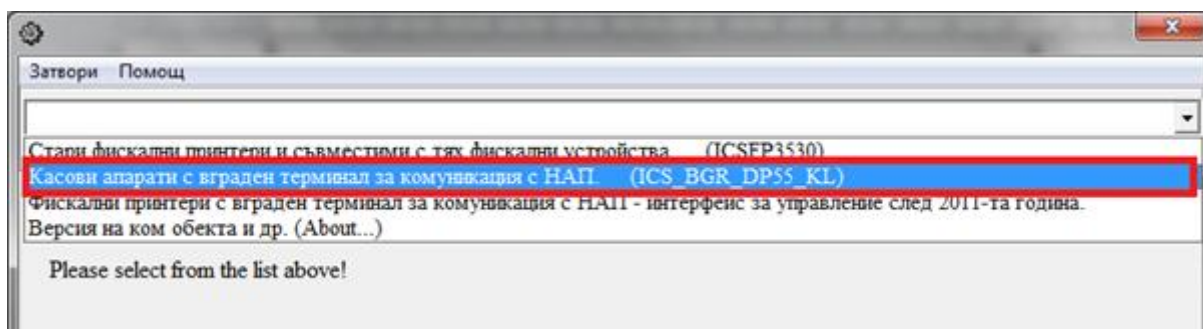 Затвори Помощ
Стари фискални принтери и съвместими с тях фискални устройства (ICSFP3530)
Касови апарати с вграден терминал за комуникация с НАП. (ICS_BGR_DP55_KL)
Фискални принтери с вграден терминал за комуникация с НАП - интерфейс за управление след 2011-та година.
Версия на ком обекта и др. (About...)
Please select from the list above!